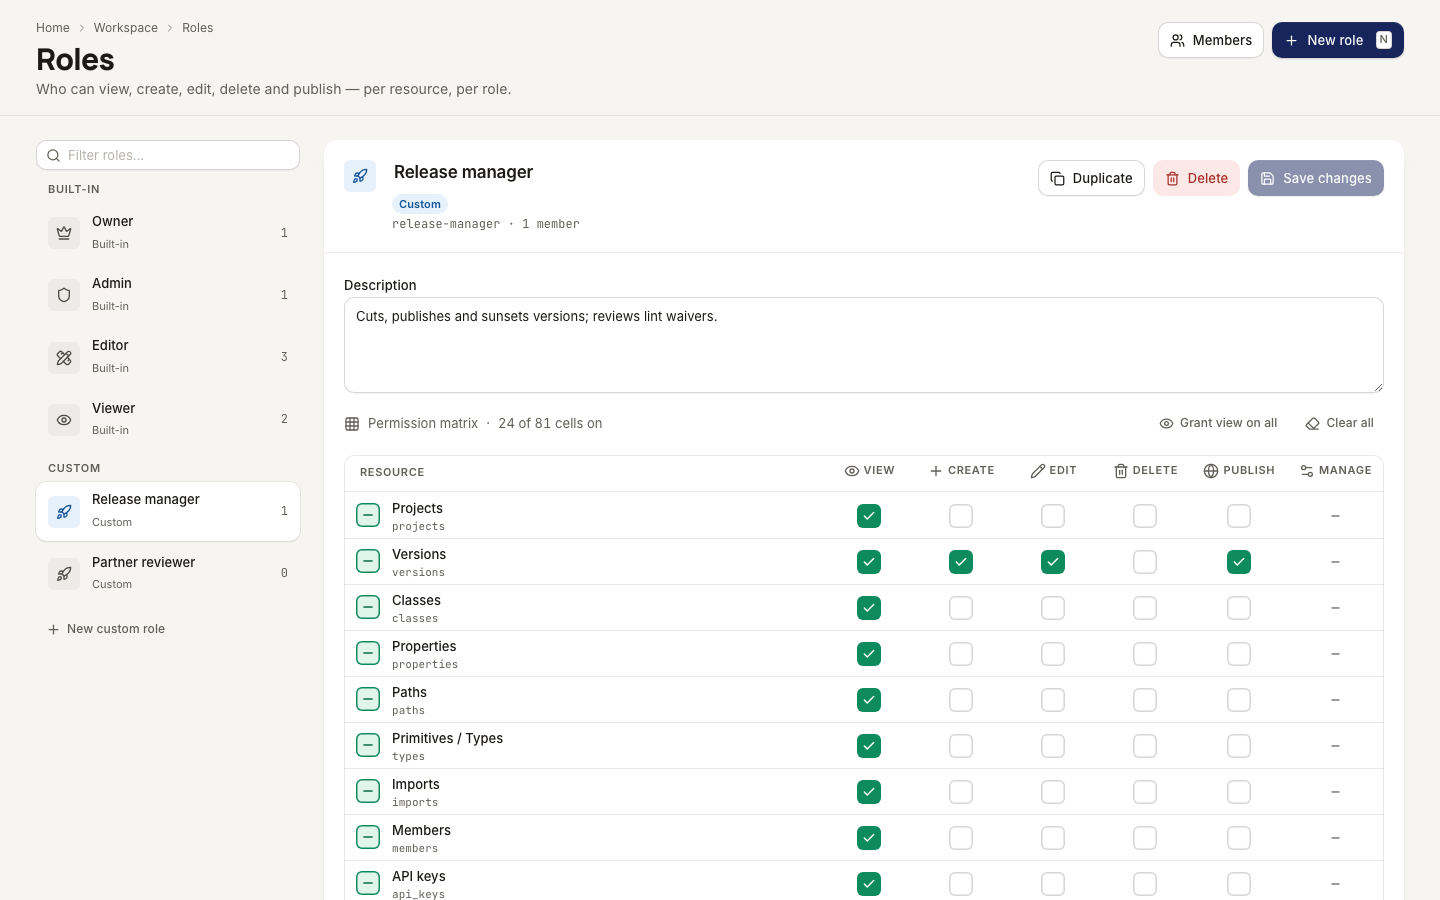 Home
Workspace
Roles
Roles
Who can view, create, edit, delete and publish — per resource, per role.
Members
New role
N
Filter roles...
BUILT-IN
Owner
Built-in
1
Admin
Built-in
1
Editor
Built-in
3
Viewer
Built-in
2
CUSTOM
Release manager
Custom
1
Partner reviewer
Custom
0
New custom role
Release manager
Custom
release-manager · 1 member
Duplicate
Delete
Save changes
Description
Cuts, publishes and sunsets versions; reviews lint waivers.
Permission matrix · 24 of 81 cells on
Grant view on all
Clear all
RESOURCE VIEW CREATE EDIT DELETE PUBLISH MANAGE
Projects
projects
Versions
versions
Classes
classes
Properties
properties
Paths
paths
Primitives / Types
types
Imports
imports
Members
members
API keys
api_keys